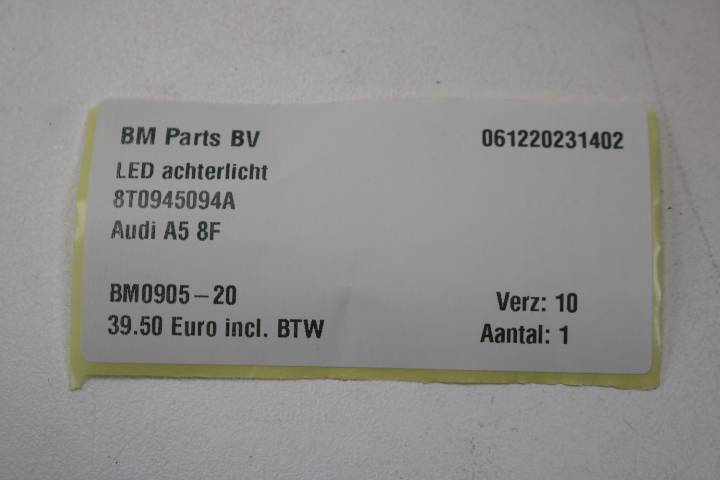 BM Parts BV 061220231402
LED achterlicht
8T0945094A
Audi A5 8F
BM0905-20 Verz: 10
39.50 Euro incl. BTW Aantal: 1